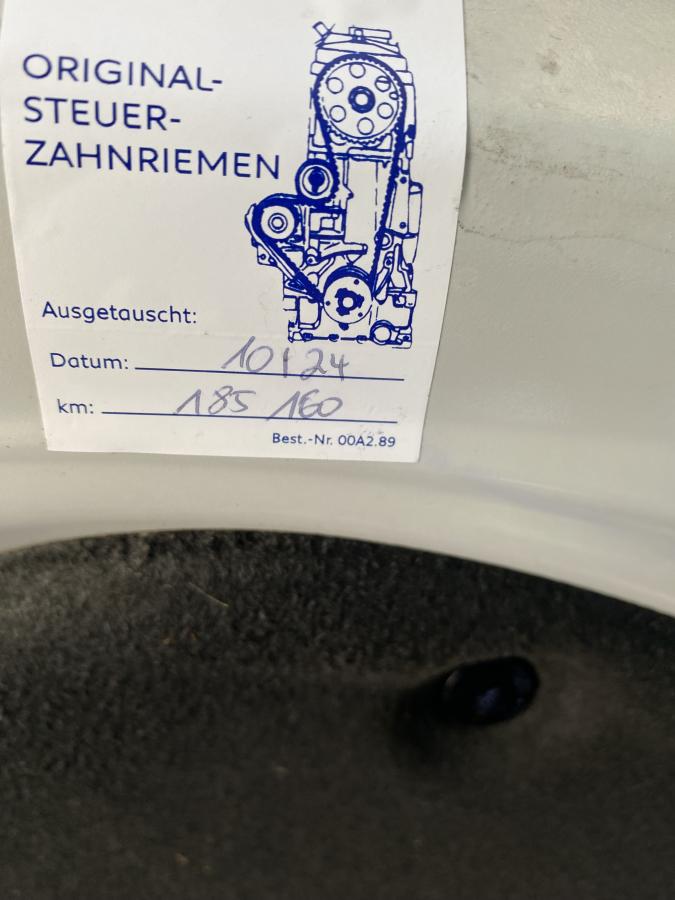 ORIGINAL-
STEUER-
ZAHNRIEMEN
Ausgetauscht:
Datum: 10/24
km: 185 160
Best.-Nr. 00A2.89